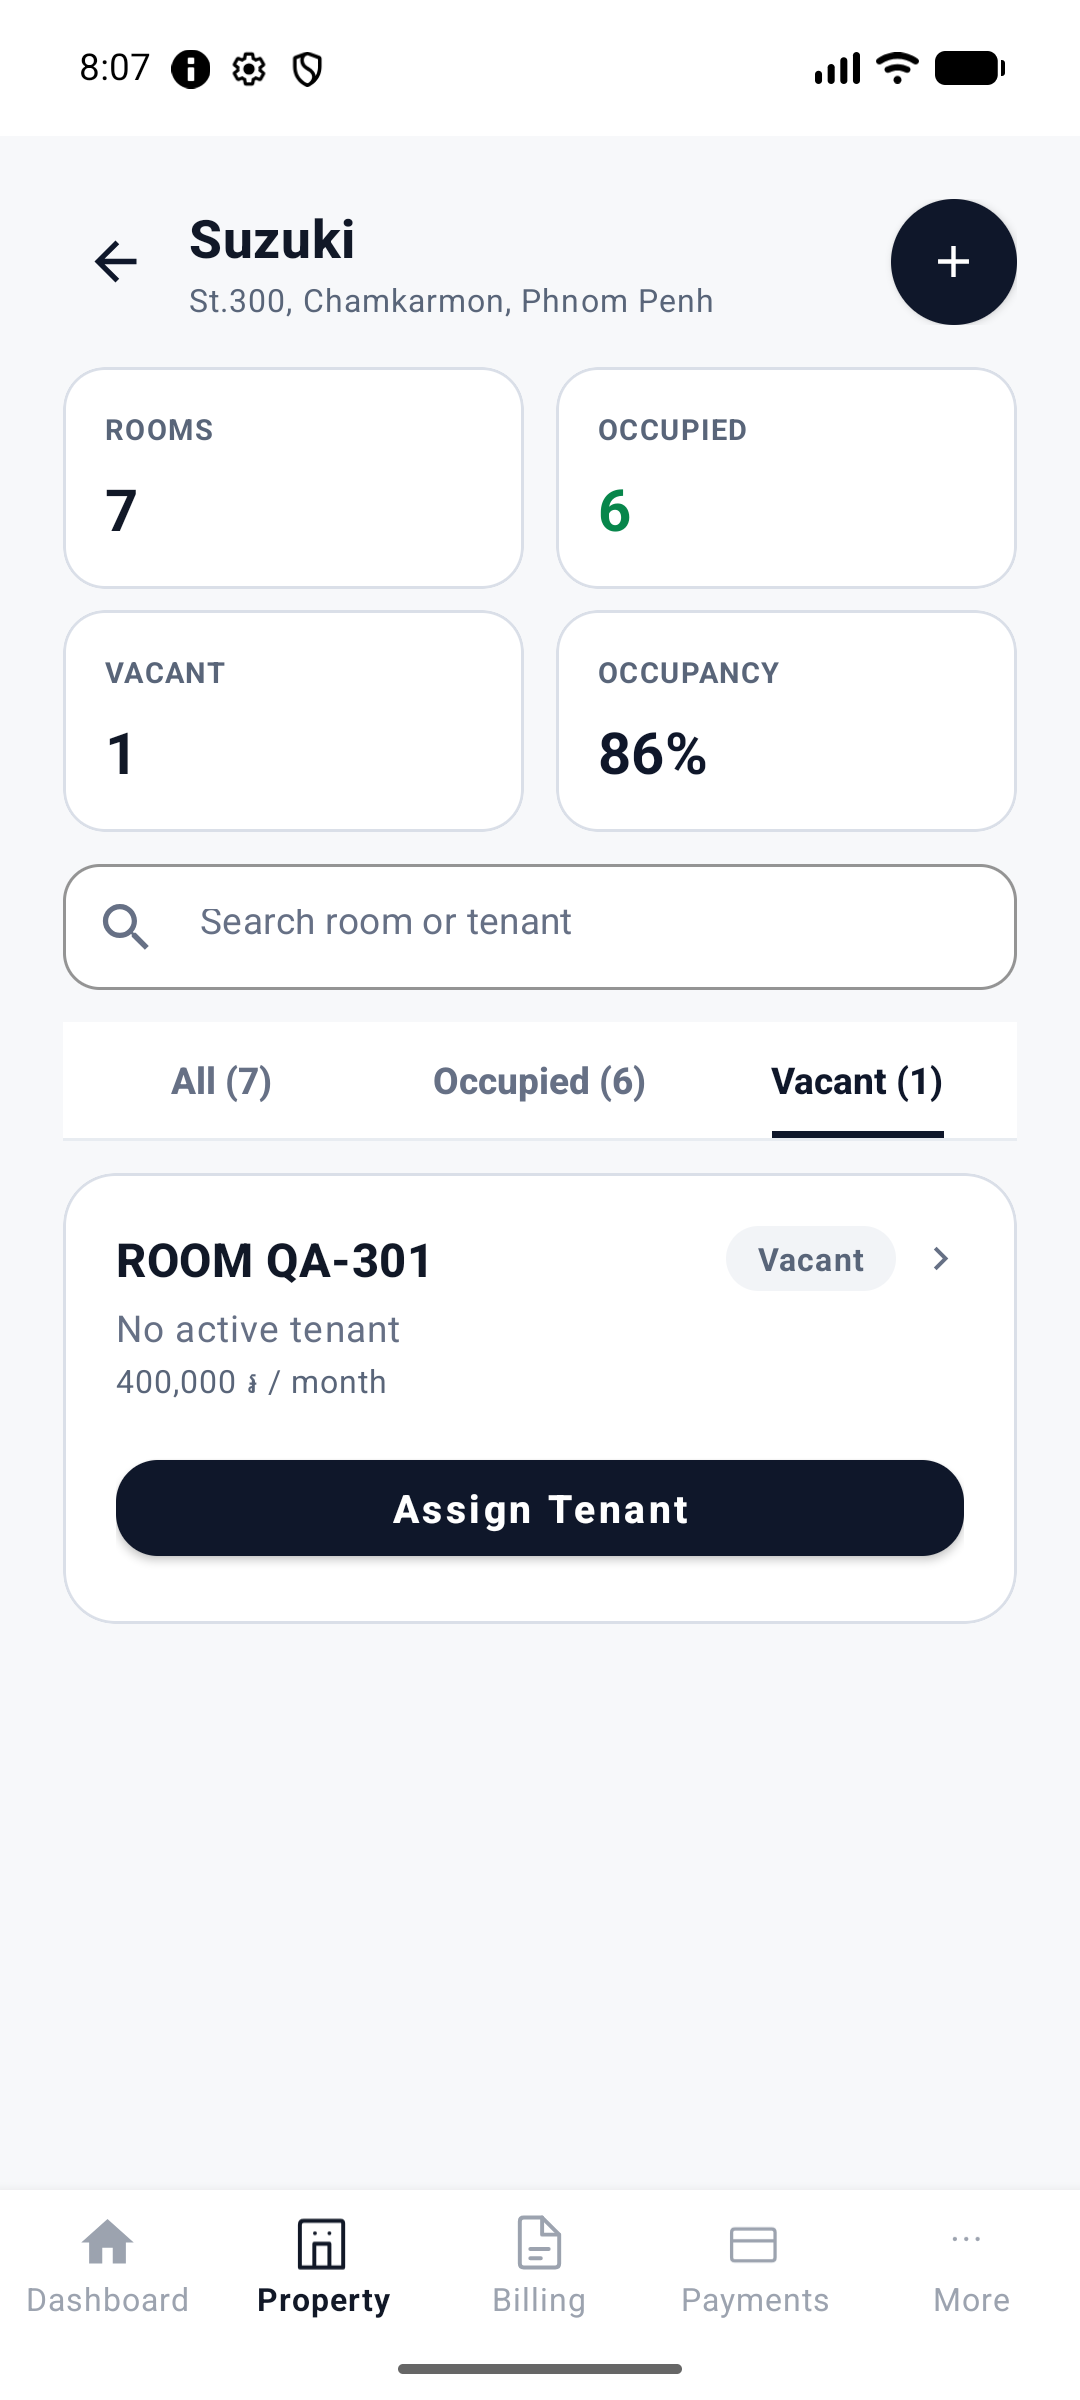 8:07
Suzuki
St.300, Chamkarmon, Phnom Penh
ROOMS
7
OCCUPIED
6
VACANT
1
OCCUPANCY
86%
Search room or tenant
All (7)
Occupied (6)
Vacant (1)
ROOM QA-301
Vacant
No active tenant
400,000 ៛ / month
Assign Tenant
Dashboard
Property
Billing
Payments
More